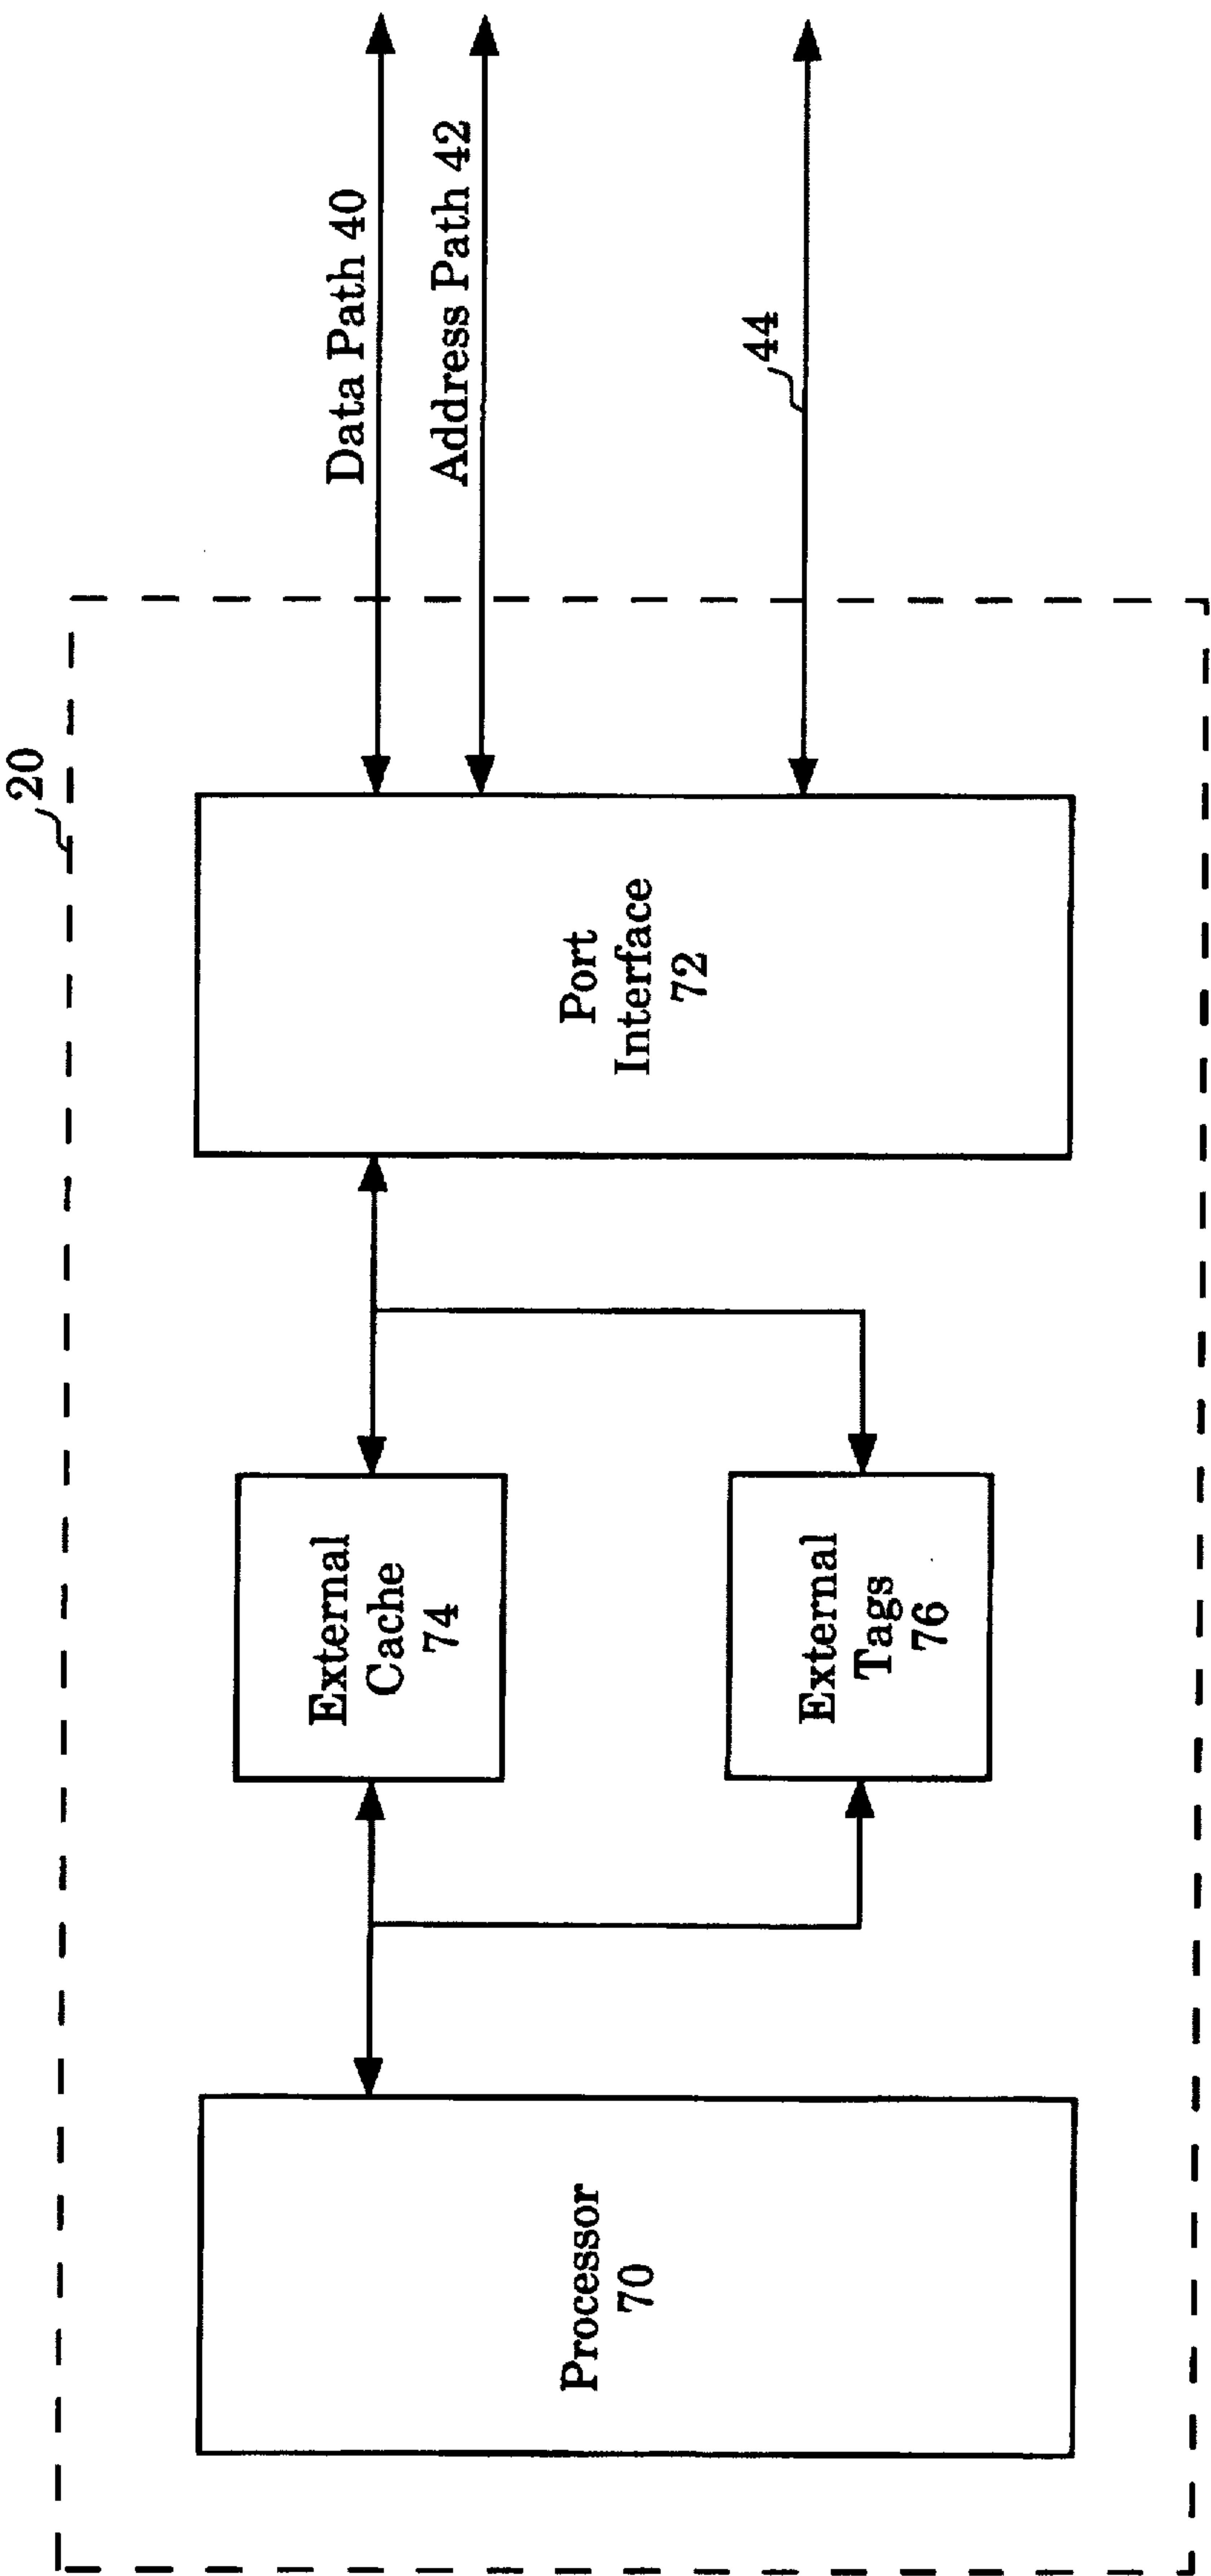 20
Data Path 40
Address Path 42
44
Processor
70
External
Cache
74
External
Tags
76
Port
Interface
72